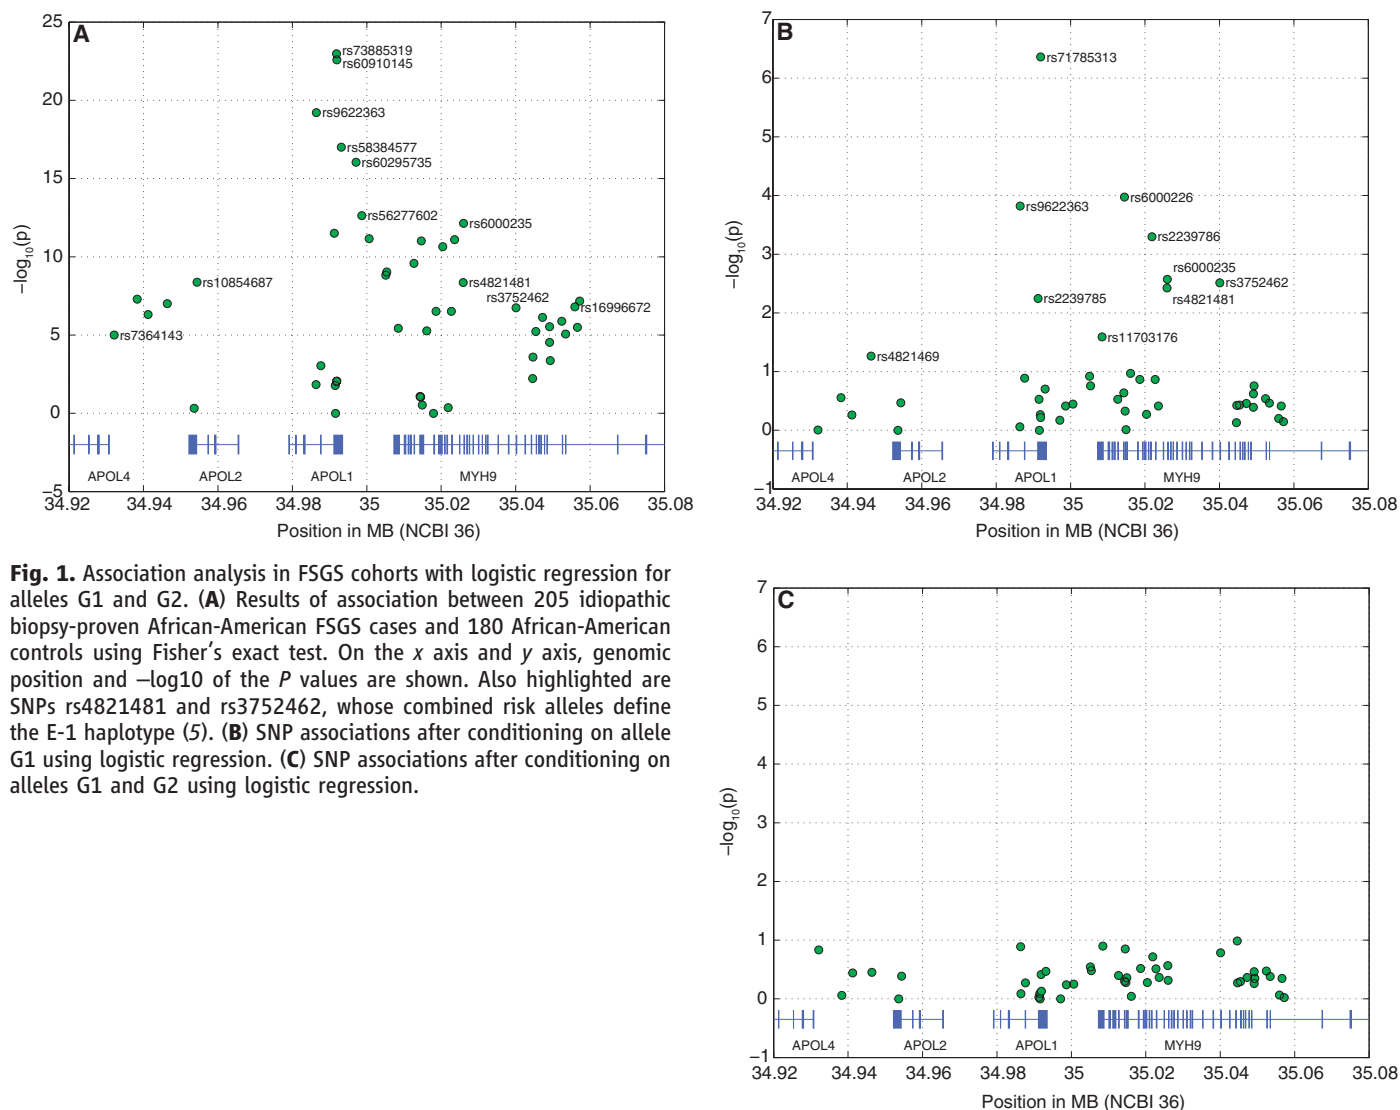 A
25
20
15
10
5
0
−5
−log10(p)
rs73885319
rs60910145
rs9622363
rs58384577
rs60295735
rs56277602
rs6000235
rs10854687
rs4821481
rs3752462
rs16996672
rs7364143
APOL4 APOL2 APOL1 MYH9
34.92 34.94 34.96 34.98 35 35.02 35.04 35.06 35.08
Position in MB (NCBI 36)
B
7
6
5
4
3
2
1
0
−1
−log10(p)
rs71785313
rs6000226
rs9622363
rs2239786
rs6000235
rs3752462
rs4821481
rs2239785
rs11703176
rs4821469
APOL4 APOL2 APOL1 MYH9
34.92 34.94 34.96 34.98 35 35.02 35.04 35.06 35.08
Position in MB (NCBI 36)
Fig. 1. Association analysis in FSGS cohorts with logistic regression for
alleles G1 and G2. (A) Results of association between 205 idiopathic
biopsy-proven African-American FSGS cases and 180 African-American
controls using Fisher's exact test. On the x axis and y axis, genomic
position and −log10 of the P values are shown. Also highlighted are
SNPs rs4821481 and rs3752462, whose combined risk alleles define
the E-1 haplotype (5). (B) SNP associations after conditioning on allele
G1 using logistic regression. (C) SNP associations after conditioning on
alleles G1 and G2 using logistic regression.
C
7
6
5
4
3
2
1
0
−1
−log10(p)
APOL4 APOL2 APOL1 MYH9
34.92 34.94 34.96 34.98 35 35.02 35.04 35.06 35.08
Position in MB (NCBI 36)